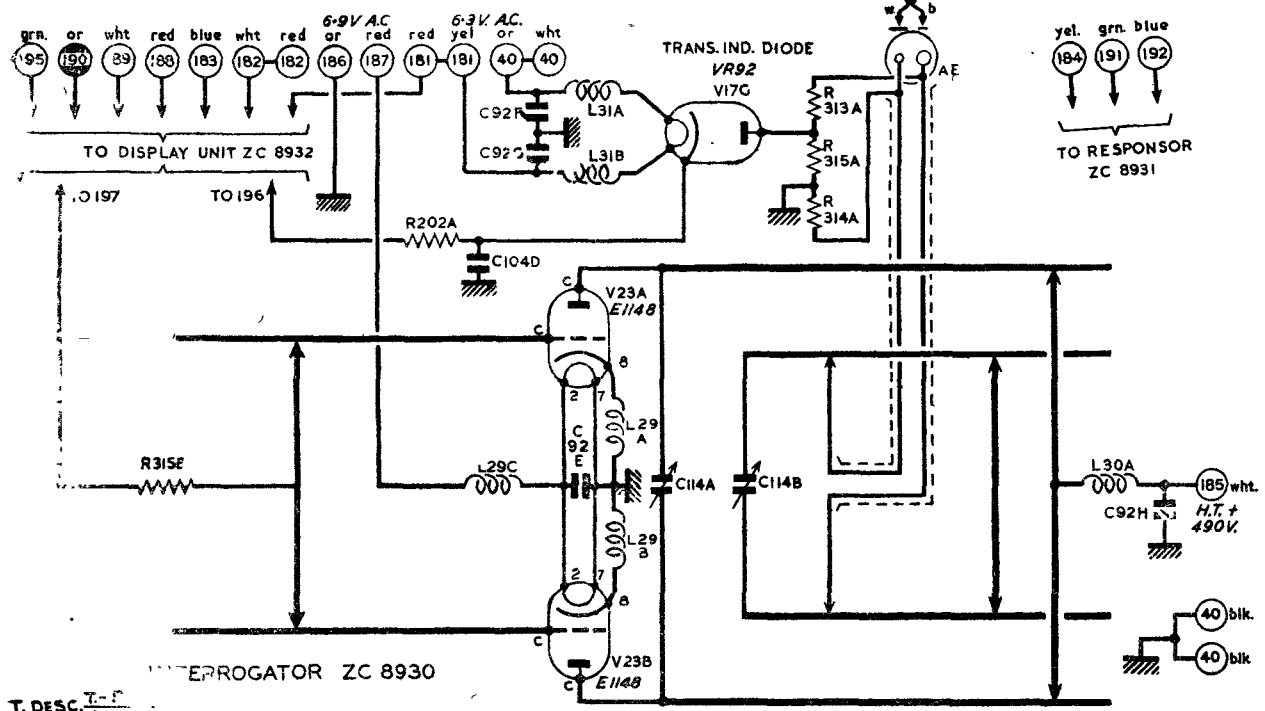 w. b
6·9V A.C 6·3V. A.C.
grn. or wht red blue wht red or red red yel or wht
195 190 89 188 183 182 182 186 187 181 181 40 40
yel. grn. blue
184 191 192
TRANS. IND. DIODE
VR92
V17G
AE
C92F
L31A
R 313A
C92G
L31B
R 315A
R 314A
TO DISPLAY UNIT ZC 8932
TO RESPONSOR
ZC 8931
TO 197
TO 196
R202A
C104D
C
V23A
E1148
C
8
2 7
L29 A
C 92 E
R315E
L29C
C114A
C114B
L30A
185 wht.
C92H
H.T. +
490V.
L29 B
2 7
8
C
V23B
C E1148
40 blk.
40 blk
ERROGATOR ZC 8930
T. DESC.